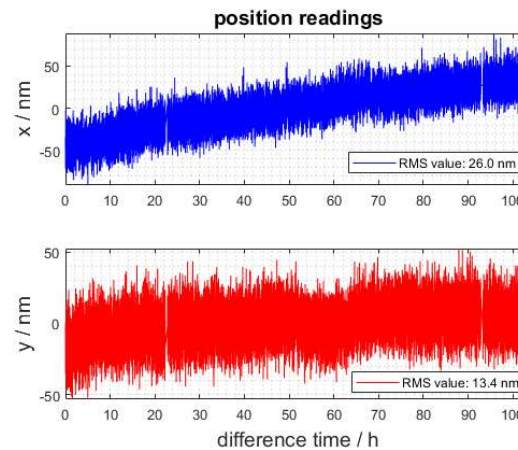 position readings
x / nm
50
0
-50
RMS value: 26.0 nm
0 10 20 30 40 50 60 70 80 90
y / nm
50
0
-50
RMS value: 13.4 nm
0 10 20 30 40 50 60 70 80 90
difference time / h